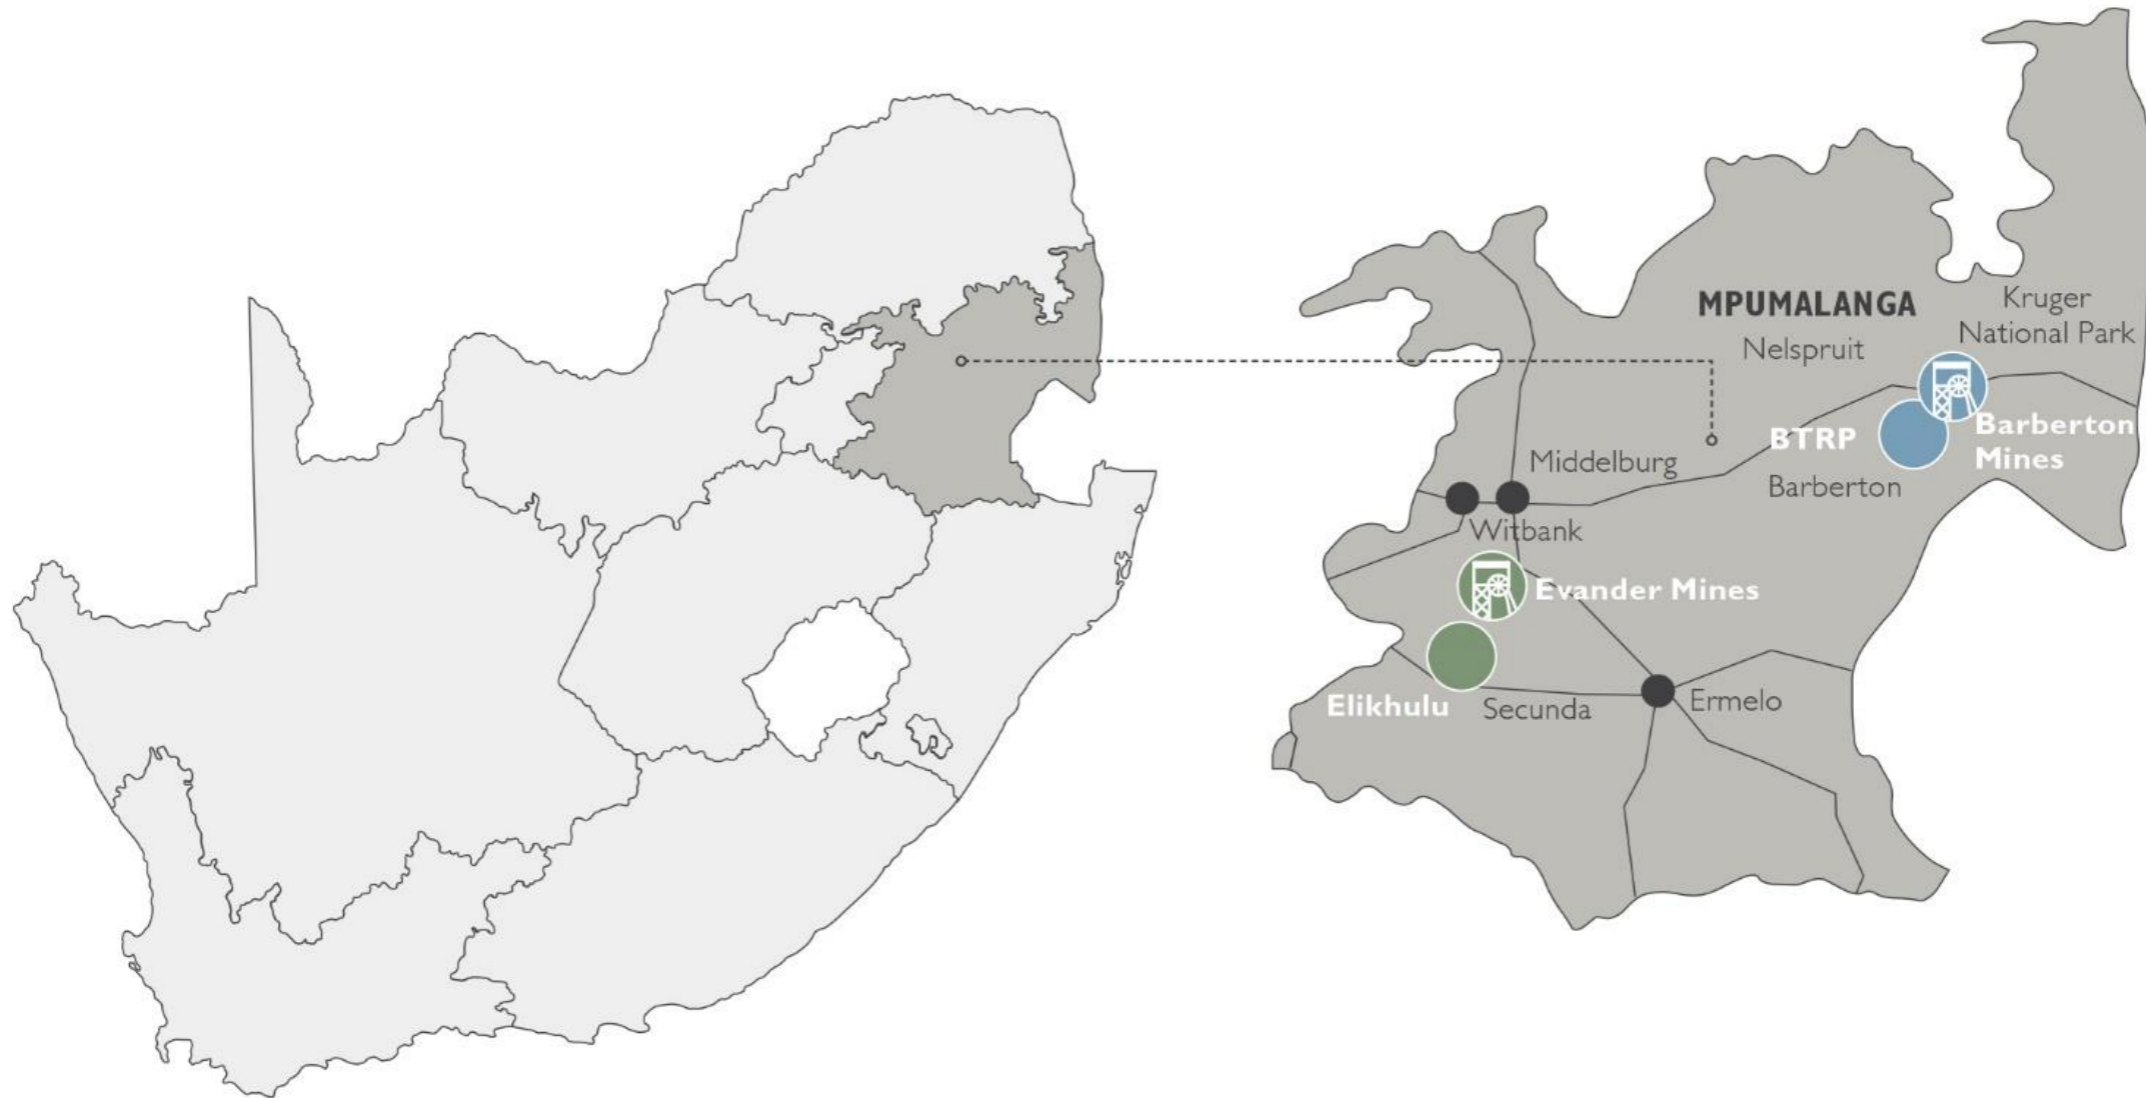 MPUMALANGA
Nelspruit
Kruger
National Park
BTRP
Barberton
Mines
Barberton
Middelburg
Witbank
Evander Mines
Elikhulu
Secunda
Ermelo